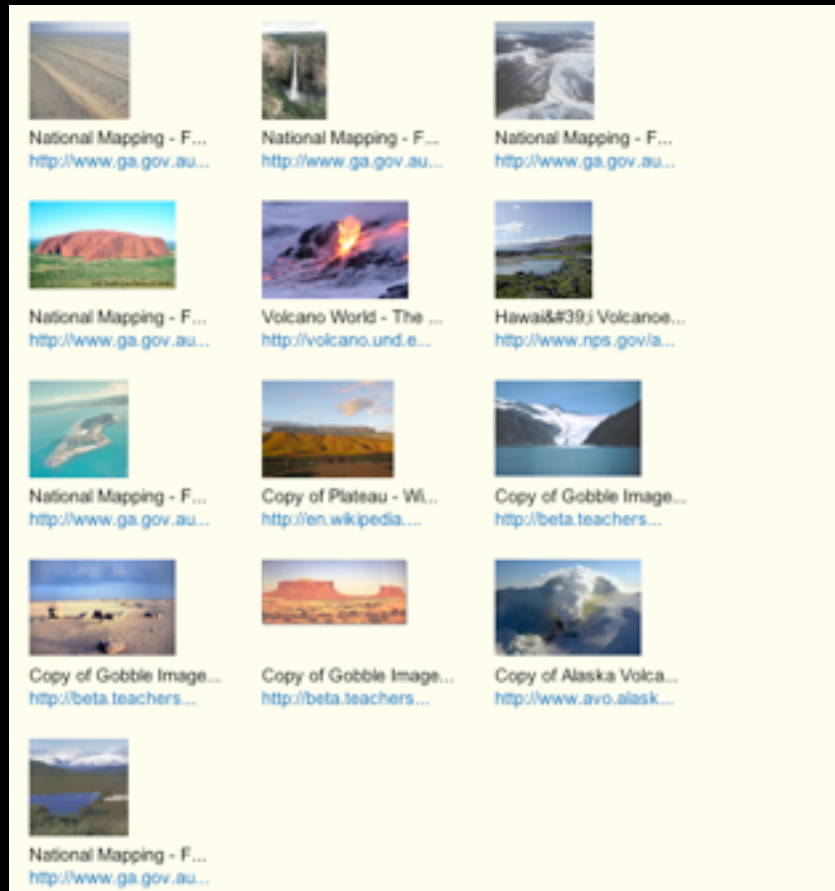 National Mapping - F...
http://www.ga.gov.au...
National Mapping - F...
http://www.ga.gov.au...
National Mapping - F...
http://www.ga.gov.au...
National Mapping - F...
http://www.ga.gov.au...
Volcano World - The ...
http://volcano.und.e...
Hawai&#39;i Volcanoe...
http://www.nps.gov/a...
National Mapping - F...
http://www.ga.gov.au...
Copy of Plateau - Wi...
http://en.wikipedia....
Copy of Gobble Image...
http://beta.teachers...
Copy of Gobble Image...
http://beta.teachers...
Copy of Gobble Image...
http://beta.teachers...
Copy of Alaska Volca...
http://www.avo.alask...
National Mapping - F...
http://www.ga.gov.au...